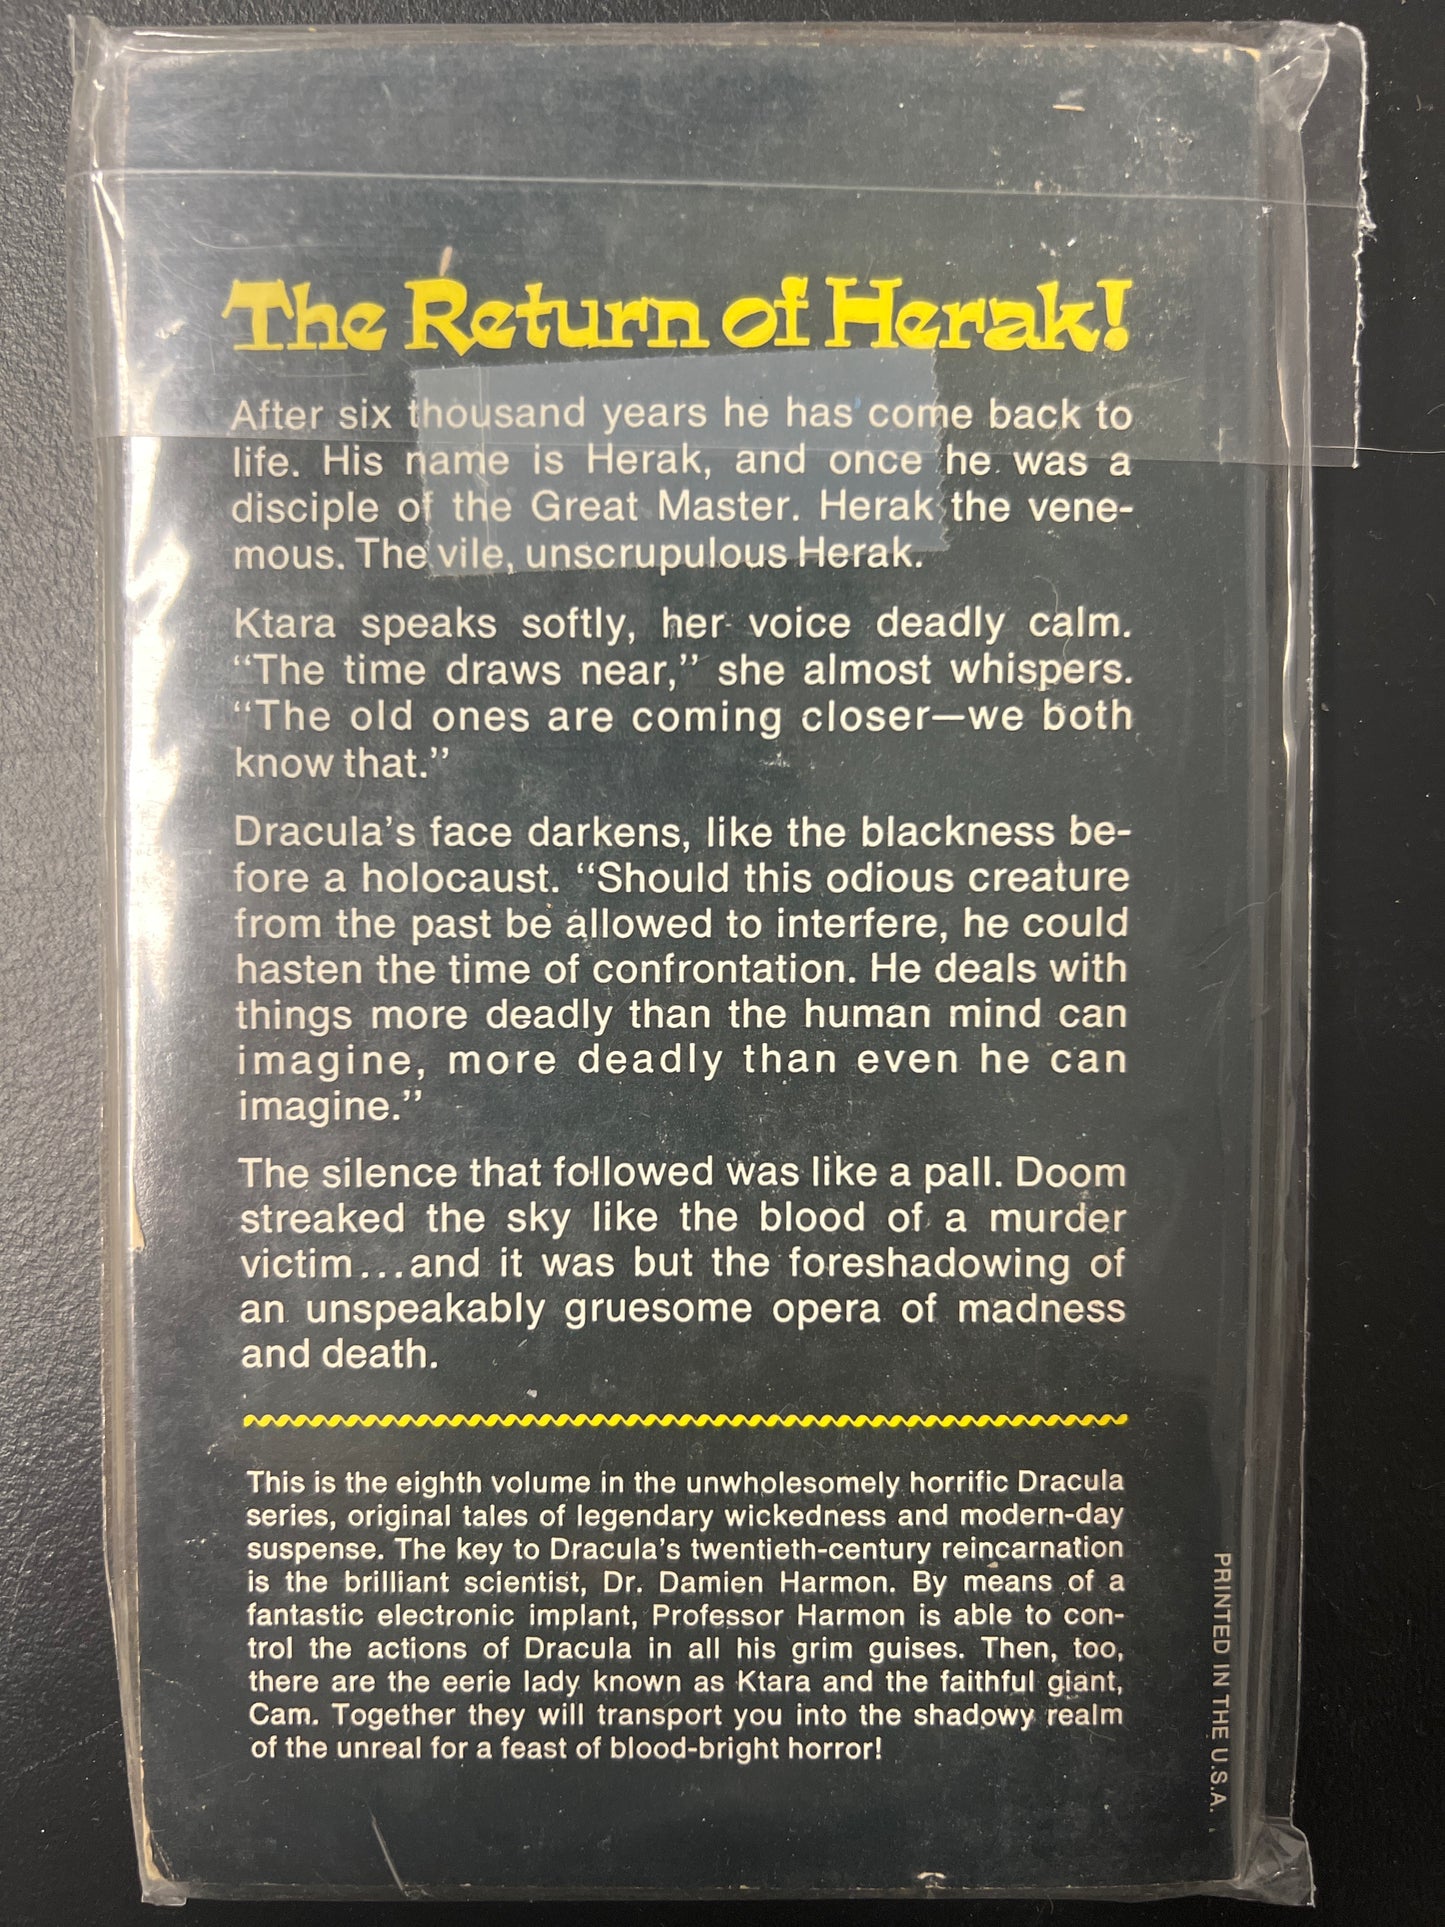 The Return of Herak!
After six thousand years he has come back to
life. His name is Herak, and once he was a
disciple of the Great Master. Herak the vene-
mous. The vile, unscrupulous Herak.
Ktara speaks softly, her voice deadly calm.
“The time draws near,” she almost whispers.
“The old ones are coming closer—we both
know that.”
Dracula’s face darkens, like the blackness be-
fore a holocaust. “Should this odious creature
from the past be allowed to interfere, he could
hasten the time of confrontation. He deals with
things more deadly than the human mind can
imagine, more deadly than even he can
imagine.”
The silence that followed was like a pall. Doom
streaked the sky like the blood of a murder
victim...and it was but the foreshadowing of
an unspeakably gruesome opera of madness
and death.
This is the eighth volume in the unwholesomely horrific Dracula
series, original tales of legendary wickedness and modern-day
suspense. The key to Dracula’s twentieth-century reincarnation
is the brilliant scientist, Dr. Damien Harmon. By means of a
fantastic electronic implant, Professor Harmon is able to con-
trol the actions of Dracula in all his grim guises. Then, too,
there are the eerie lady known as Ktara and the faithful giant,
Cam. Together they will transport you into the shadowy realm
of the unreal for a feast of blood-bright horror!
PRINTED IN THE U.S.A.